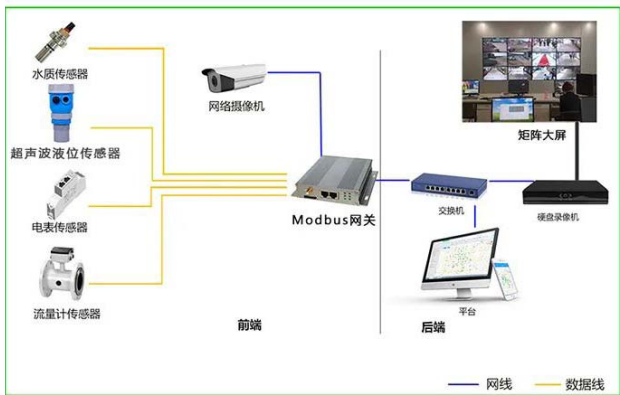 水质传感器
网络摄像机
矩阵大屏
超声波液位传感器
Modbus网关
交换机
硬盘录像机
电表传感器
平台
流量计传感器
前端
后端
网线
数据线